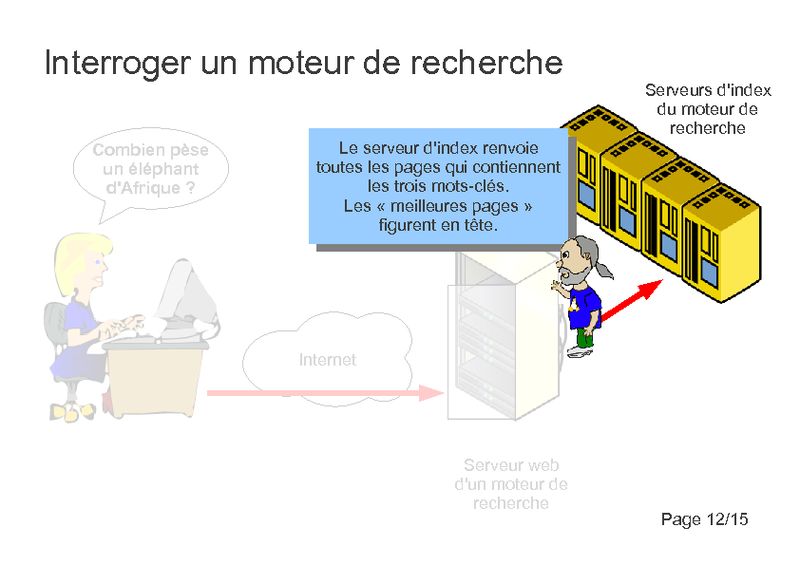 Interroger un moteur de recherche
Serveurs d'index
du moteur de
recherche
Combien pèse
un éléphant
d'Afrique ?
Le serveur d'index renvoie
toutes les pages qui contiennent
les trois mots-clés.
Les « meilleures pages »
figurent en tête.
Internet
Serveur web
d'un moteur de
recherche
Page 12/15